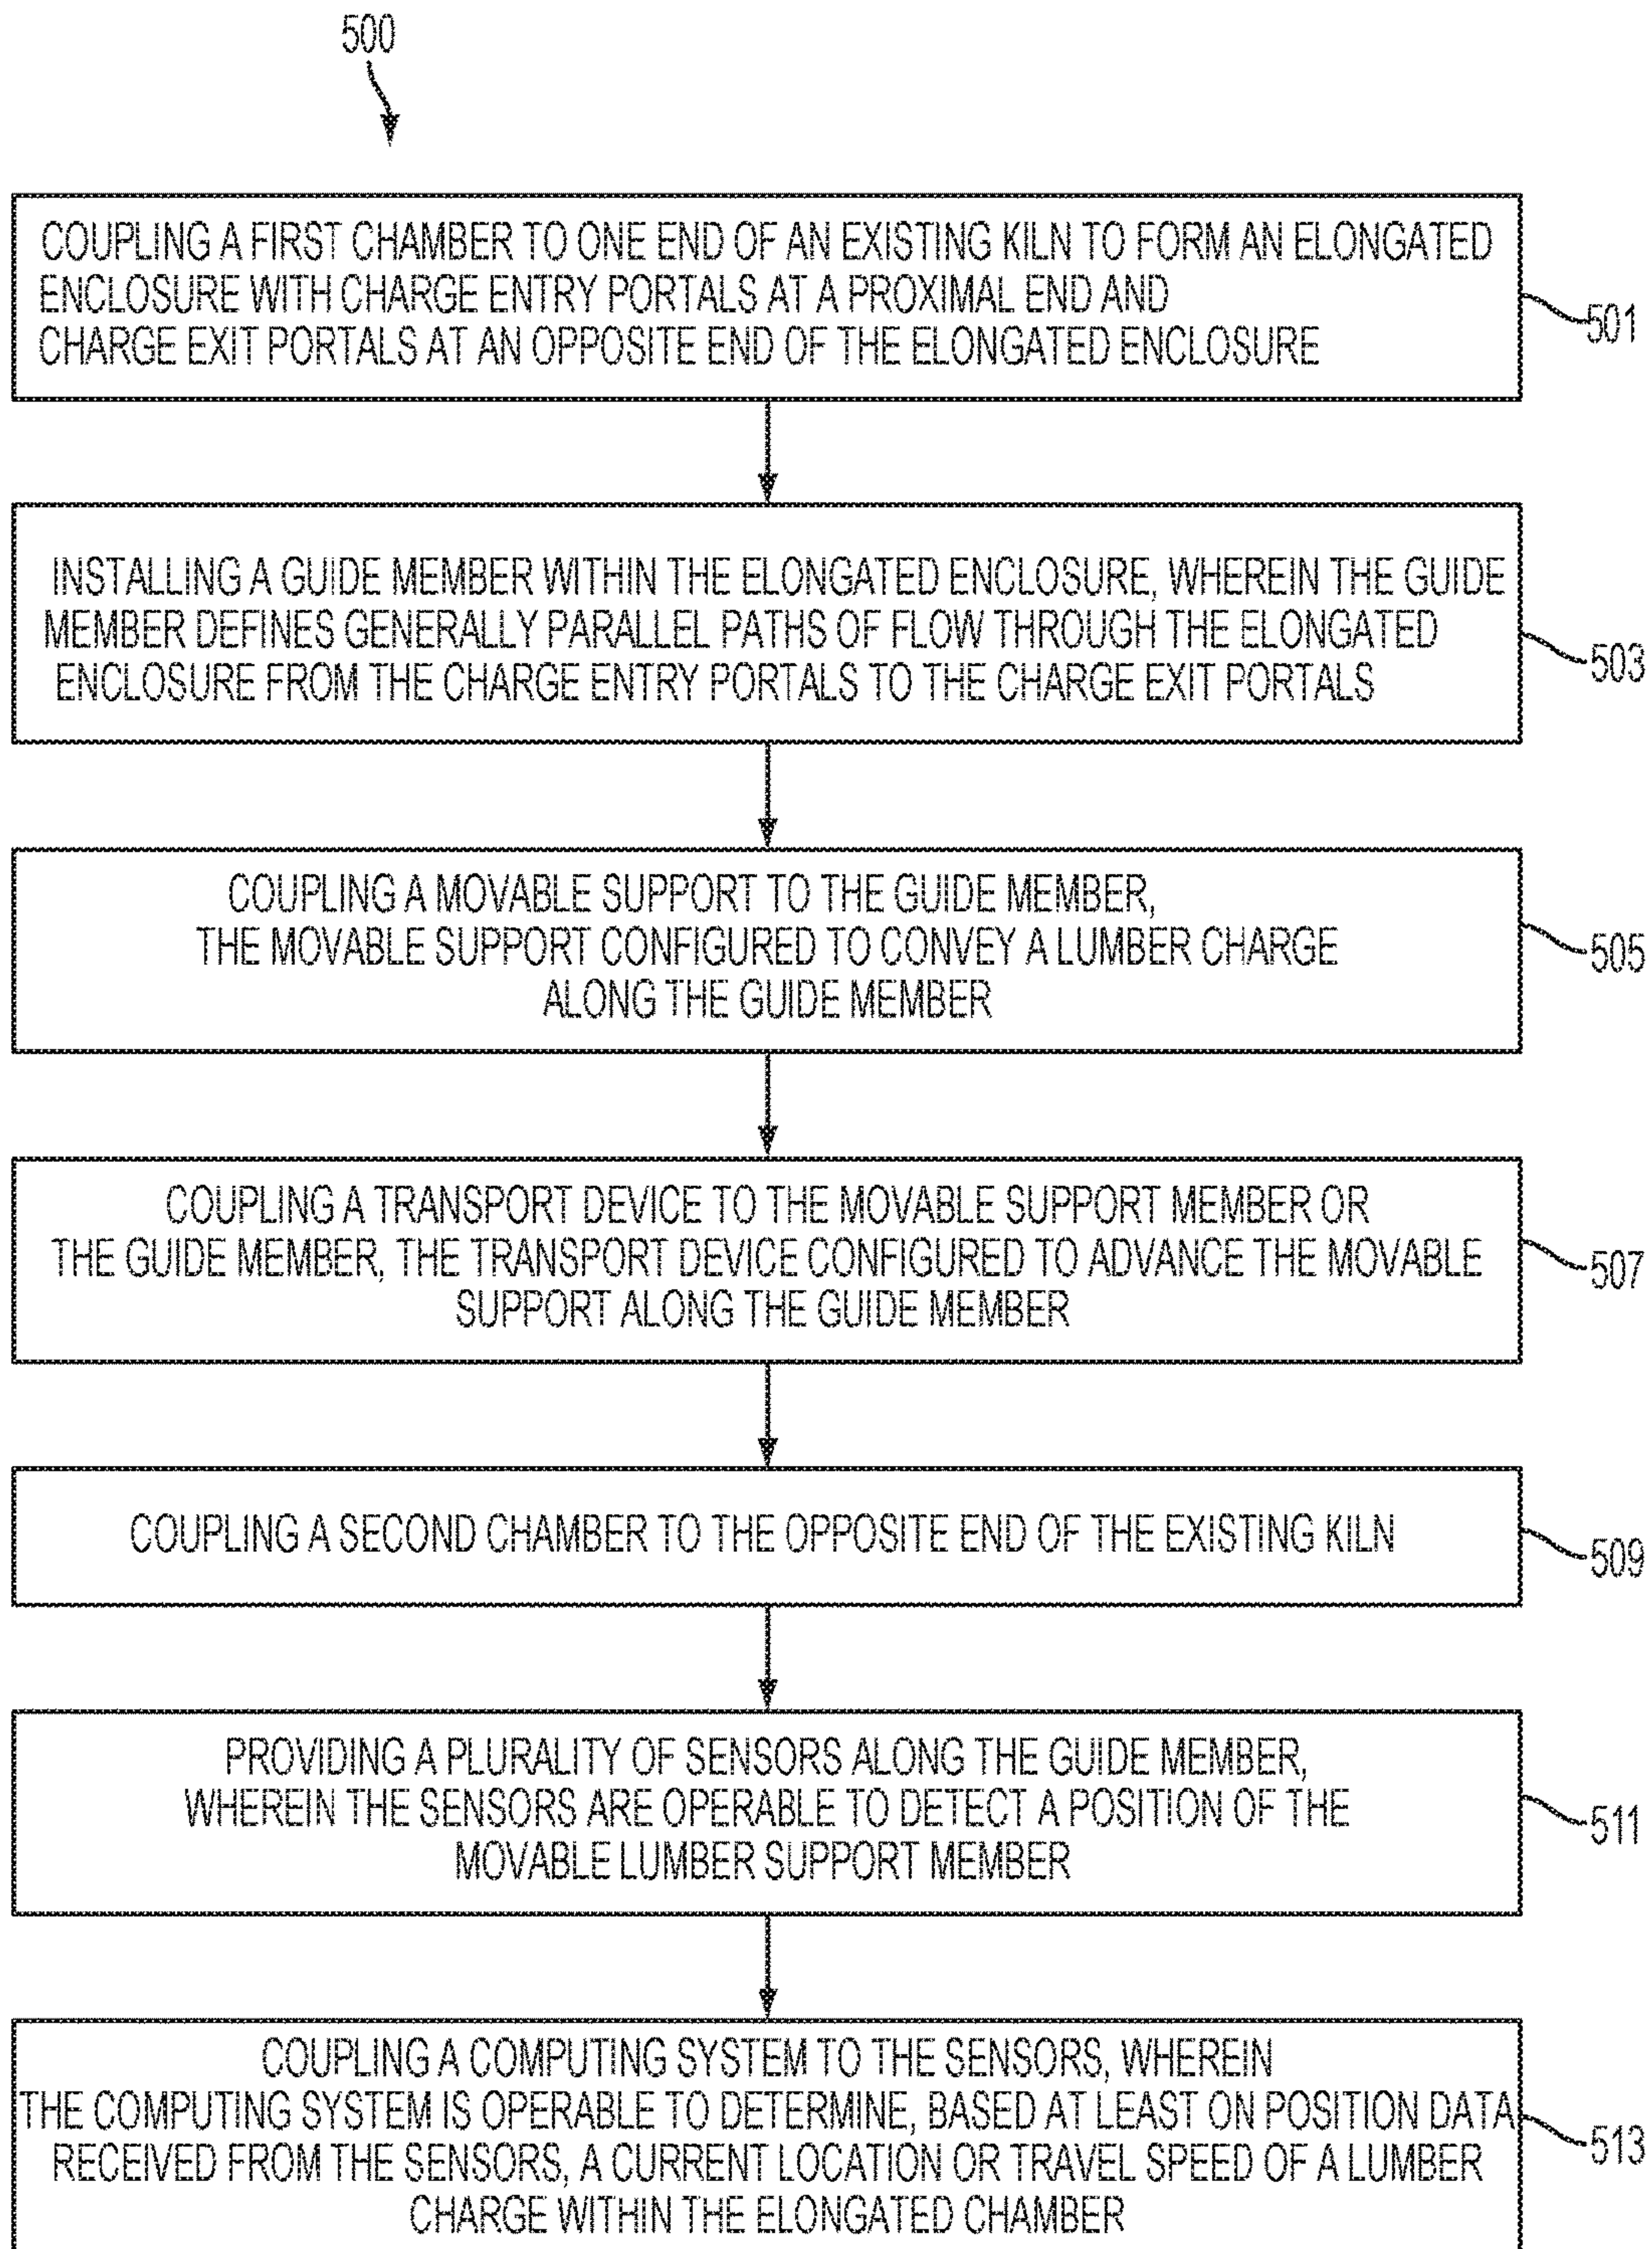 500
COUPLING A FIRST CHAMBER TO ONE END OF AN EXISTING KILN TO FORM AN ELONGATED
ENCLOSURE WITH CHARGE ENTRY PORTALS AT A PROXIMAL END AND
CHARGE EXIT PORTALS AT AN OPPOSITE END OF THE ELONGATED ENCLOSURE
501
INSTALLING A GUIDE MEMBER WITHIN THE ELONGATED ENCLOSURE, WHEREIN THE GUIDE
MEMBER DEFINES GENERALLY PARALLEL PATHS OF FLOW THROUGH THE ELONGATED
ENCLOSURE FROM THE CHARGE ENTRY PORTALS TO THE CHARGE EXIT PORTALS
503
COUPLING A MOVABLE SUPPORT TO THE GUIDE MEMBER,
THE MOVABLE SUPPORT CONFIGURED TO CONVEY A LUMBER CHARGE
ALONG THE GUIDE MEMBER
505
COUPLING A TRANSPORT DEVICE TO THE MOVABLE SUPPORT MEMBER OR
THE GUIDE MEMBER, THE TRANSPORT DEVICE CONFIGURED TO ADVANCE THE MOVABLE
SUPPORT ALONG THE GUIDE MEMBER
507
COUPLING A SECOND CHAMBER TO THE OPPOSITE END OF THE EXISTING KILN
509
PROVIDING A PLURALITY OF SENSORS ALONG THE GUIDE MEMBER,
WHEREIN THE SENSORS ARE OPERABLE TO DETECT A POSITION OF THE
MOVABLE LUMBER SUPPORT MEMBER
511
COUPLING A COMPUTING SYSTEM TO THE SENSORS, WHEREIN
THE COMPUTING SYSTEM IS OPERABLE TO DETERMINE, BASED AT LEAST ON POSITION DATA
RECEIVED FROM THE SENSORS, A CURRENT LOCATION OR TRAVEL SPEED OF A LUMBER
CHARGE WITHIN THE ELONGATED CHAMBER
513